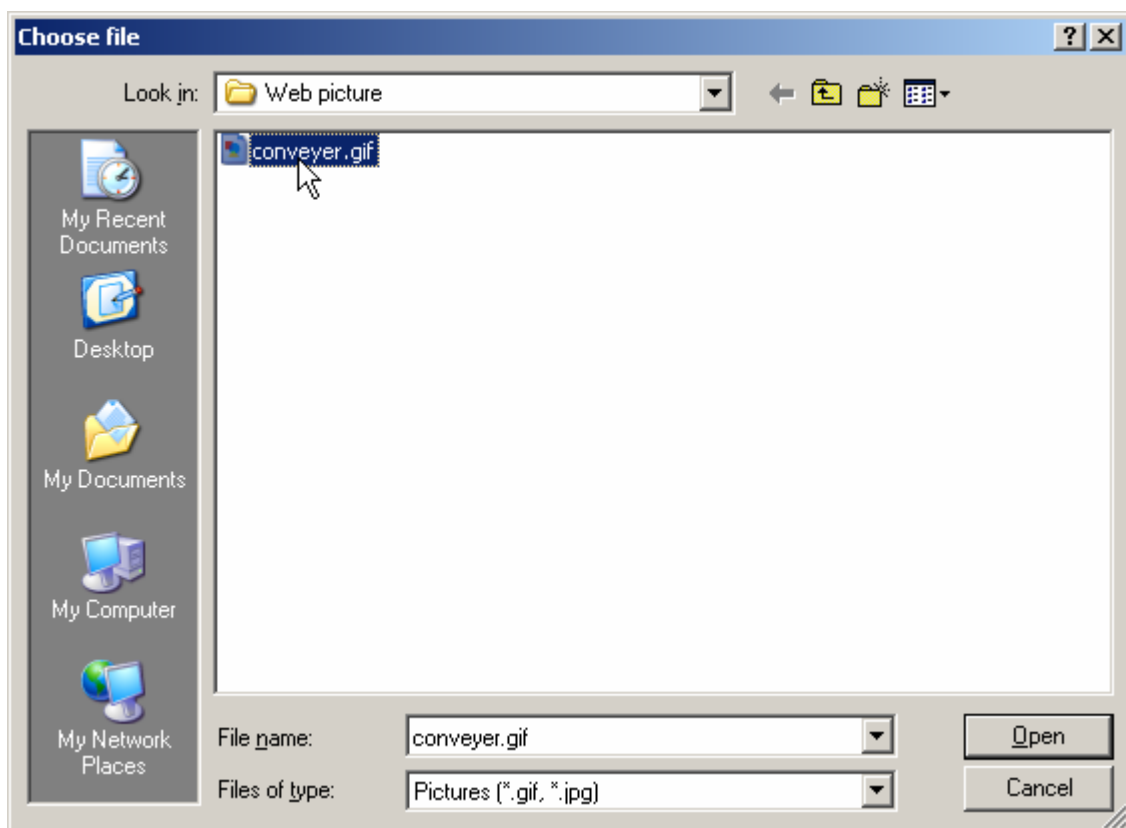 Choose file
Look in:
Web picture
conveyer.gif
My Recent
Documents
Desktop
My Documents
My Computer
My Network
Places
File name:
conveyer.gif
Open
Files of type:
Pictures (*.gif, *.jpg)
Cancel